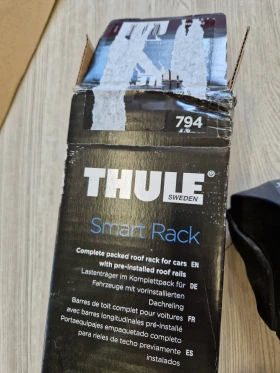 794
THULE
SWEDEN
Smart Rack
Complete packed roof rack for cars EN
with pre-installed roof rails
Lastenträger im Komplettpack für DE
Fahrzeuge mit vorinstallierten
Dachreling
Barres de toit complet pour voitures FR
avec barres longitudinales pré-installé
Portaequipajes empaquetado completo ES
para rieles de techo previamente
instalados